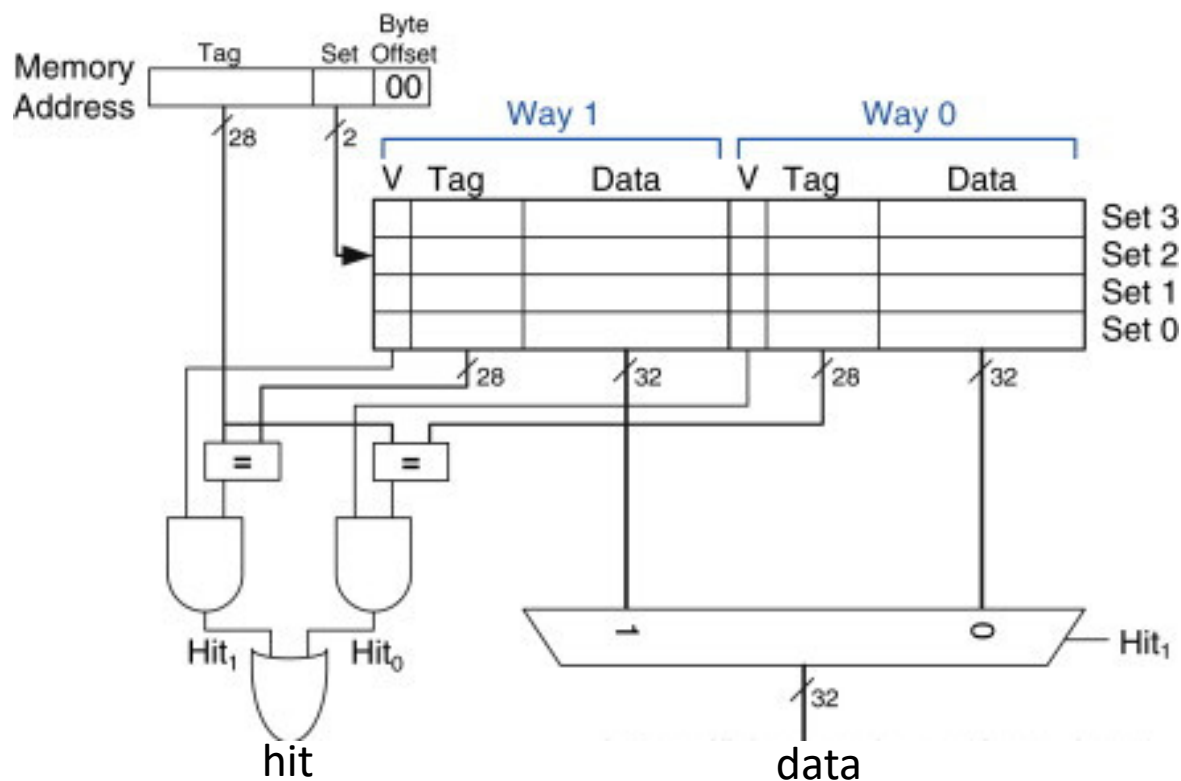 Byte
Tag Set Offset
Memory
Address
00
28 2
Way 1 Way 0
V Tag Data V Tag Data
Set 3
Set 2
Set 1
Set 0
28 32 28 32
= =
1 0
Hit₁ Hit₀ Hit₁
32
hit data